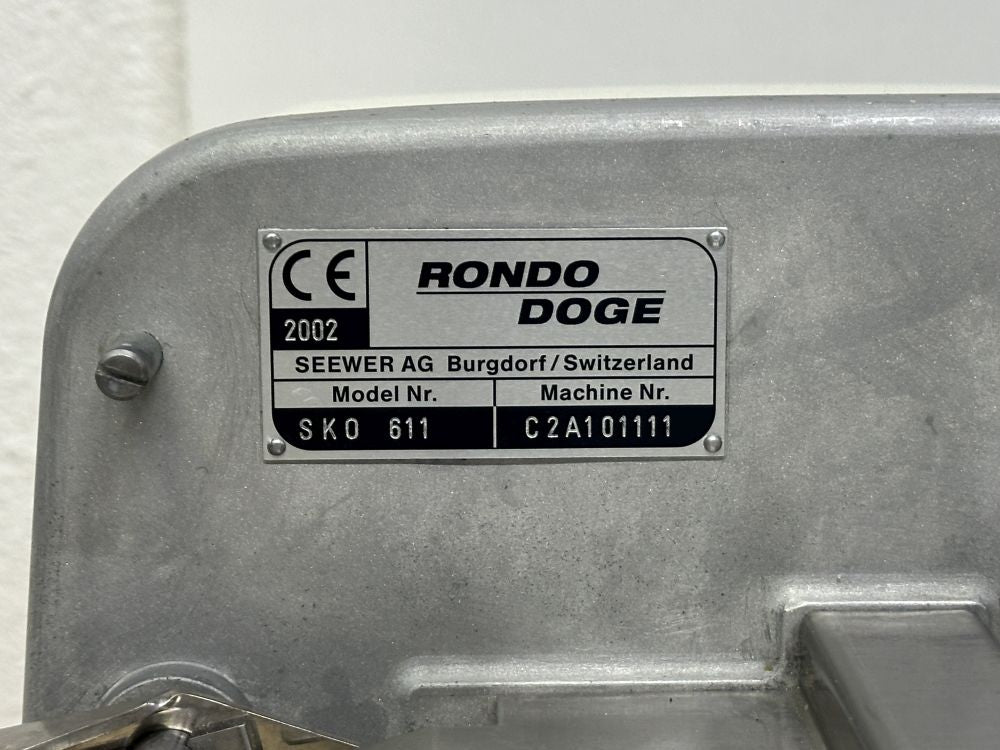 CE
RONDO
DOGE
2002
SEEWER AG Burgdorf/Switzerland
Model Nr. Machine Nr.
SKO 611 C2A101111